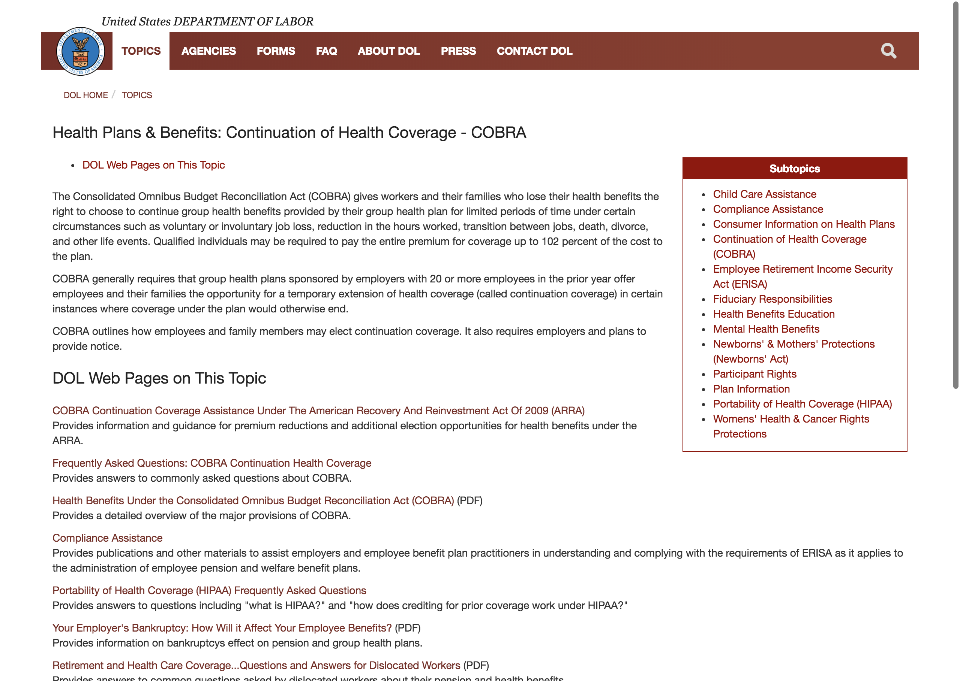 United States DEPARTMENT OF LABOR
TOPICS AGENCIES FORMS FAQ ABOUT DOL PRESS CONTACT DOL
DOL HOME / TOPICS
Health Plans & Benefits: Continuation of Health Coverage - COBRA
• DOL Web Pages on This Topic
The Consolidated Omnibus Budget Reconciliation Act (COBRA) gives workers and their families who lose their health benefits the
right to choose to continue group health benefits provided by their group health plan for limited periods of time under certain
circumstances such as voluntary or involuntary job loss, reduction in the hours worked, transition between jobs, death, divorce,
and other life events. Qualified individuals may be required to pay the entire premium for coverage up to 102 percent of the cost to
the plan.
COBRA generally requires that group health plans sponsored by employers with 20 or more employees in the prior year offer
employees and their families the opportunity for a temporary extension of health coverage (called continuation coverage) in certain
instances where coverage under the plan would otherwise end.
COBRA outlines how employees and family members may elect continuation coverage. It also requires employers and plans to
provide notice.
Subtopics
• Child Care Assistance
• Compliance Assistance
• Consumer Information on Health Plans
• Continuation of Health Coverage
(COBRA)
• Employee Retirement Income Security
Act (ERISA)
• Fiduciary Responsibilities
• Health Benefits Education
• Mental Health Benefits
• Newborns' & Mothers' Protections
(Newborns' Act)
• Participant Rights
• Plan Information
• Portability of Health Coverage (HIPAA)
• Womens' Health & Cancer Rights
Protections
DOL Web Pages on This Topic
COBRA Continuation Coverage Assistance Under The American Recovery And Reinvestment Act Of 2009 (ARRA)
Provides information and guidance for premium reductions and additional election opportunities for health benefits under the
ARRA.
Frequently Asked Questions: COBRA Continuation Health Coverage
Provides answers to commonly asked questions about COBRA.
Health Benefits Under the Consolidated Omnibus Budget Reconciliation Act (COBRA) (PDF)
Provides a detailed overview of the major provisions of COBRA.
Compliance Assistance
Provides publications and other materials to assist employers and employee benefit plan practitioners in understanding and complying with the requirements of ERISA as it applies to
the administration of employee pension and welfare benefit plans.
Portability of Health Coverage (HIPAA) Frequently Asked Questions
Provides answers to questions including "what is HIPAA?" and "how does crediting for prior coverage work under HIPAA?"
Your Employer's Bankruptcy: How Will it Affect Your Employee Benefits? (PDF)
Provides information on bankruptcys effect on pension and group health plans.
Retirement and Health Care Coverage...Questions and Answers for Dislocated Workers (PDF)
Provides answers to common questions asked by dislocated workers about their pension and health benefits.